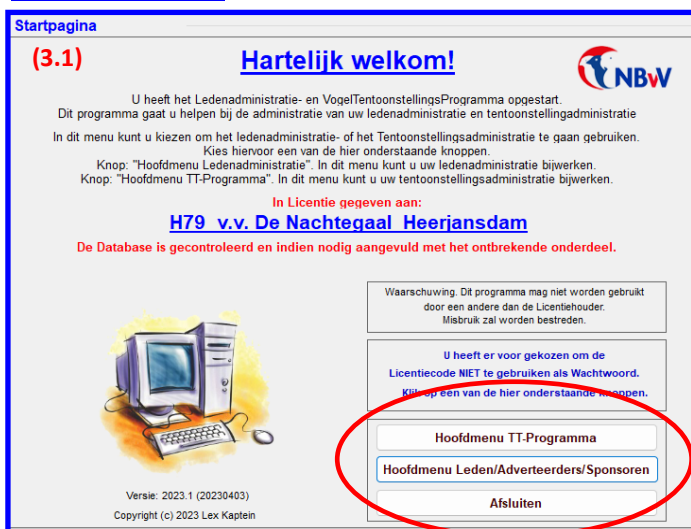 Startpagina
(3.1)
Hartelijk welkom!
NBvV
U heeft het Ledenadministratie- en VogelTentoonstellingsProgramma opgestart.
Dit programma gaat u helpen bij de administratie van uw ledenadministratie en tentoonstellingadministratie
In dit menu kunt u kiezen om het ledenadministratie- of het Tentoonstellingsadministratie te gaan gebruiken.
Kies hiervoor een van de hier onderstaande knoppen.
Knop: "Hoofdmenu Ledenadministratie". In dit menu kunt u uw ledenadministratie bijwerken.
Knop: "Hoofdmenu TT-Programma". In dit menu kunt u uw tentoonstellingsadministratie bijwerken.
In Licentie gegeven aan:
H79 v.v. De Nachtegaal Heerjansdam
De Database is gecontroleerd en indien nodig aangevuld met het ontbrekende onderdeel.
Waarschuwing. Dit programma mag niet worden gebruikt
door een andere dan de Licentiehouder.
Misbruik zal worden bestreden.
U heeft er voor gekozen om de
Licentiecode NIET te gebruiken als Wachtwoord.
Klik op een van de hier onderstaande knoppen.
Hoofdmenu TT-Programma
Hoofdmenu Leden/Adverteerders/Sponsoren
Afsluiten
Versie: 2023.1 (20230403)
Copyright (c) 2023 Lex Kaptein